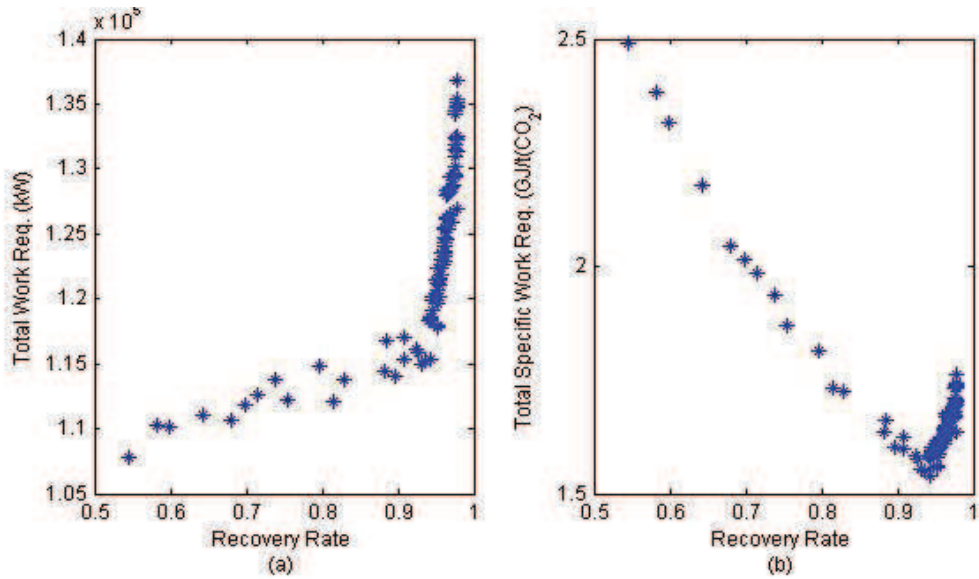 x 10⁵
1.4
1.35
1.3
1.25
1.2
1.15
1.1
1.05
Total Work Req. (kW)
0.5 0.6 0.7 0.8 0.9 1
Recovery Rate
(a)
2.5
2
1.5
Total Specific Work Req. (GJ/t(CO₂)
0.5 0.6 0.7 0.8 0.9 1
Recovery Rate
(b)